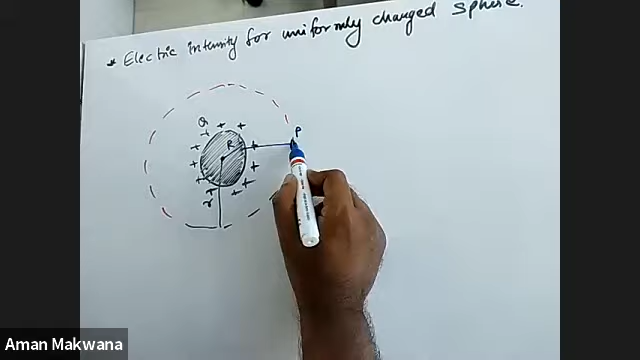 * Electric intensity for uniformly charged sphere.
Q
P
R
r
Aman Makwana